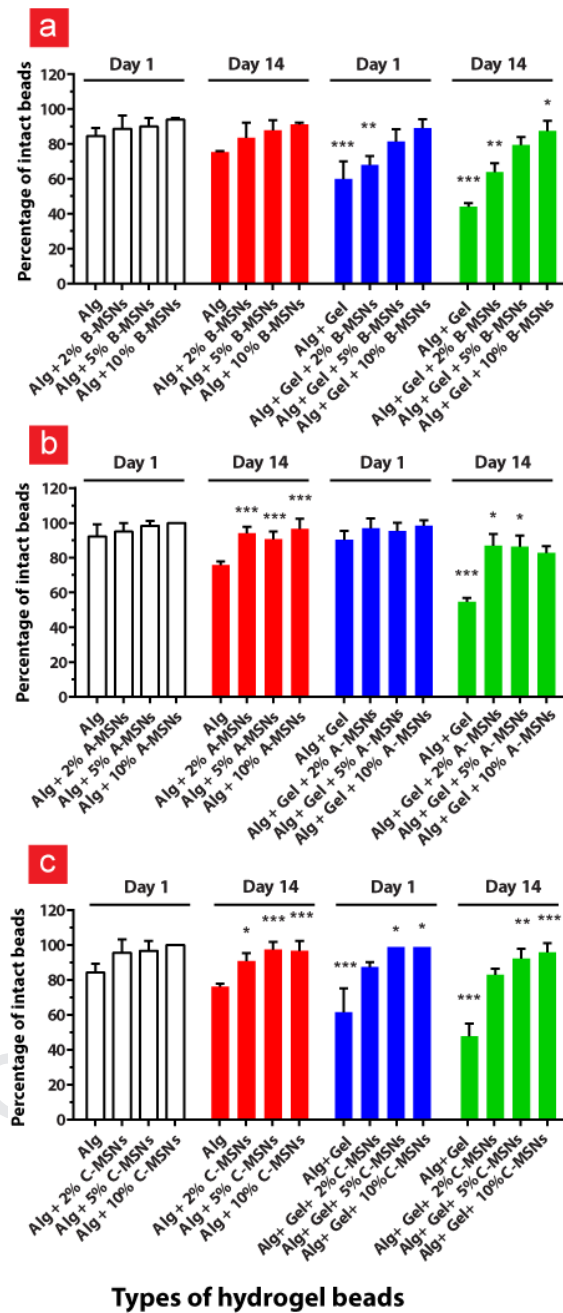 a
Day 1 Day 14 Day 1 Day 14
Percentage of intact beads
120
100
80
60
40
20
0
*** ** *** ** *
Alg
Alg + 2% B-MSNs
Alg + 5% B-MSNs
Alg + 10% B-MSNs
Alg
Alg + 2% B-MSNs
Alg + 5% B-MSNs
Alg + 10% B-MSNs
Alg + Gel
Alg + Gel + 2% B-MSNs
Alg + Gel + 5% B-MSNs
Alg + Gel + 10% B-MSNs
Alg + Gel
Alg + Gel + 2% B-MSNs
Alg + Gel + 5% B-MSNs
Alg + Gel + 10% B-MSNs
b
Day 1 Day 14 Day 1 Day 14
Percentage of intact beads
120
100
80
60
40
20
0
*** *** *** *** * *
Alg
Alg + 2% A-MSNs
Alg + 5% A-MSNs
Alg + 10% A-MSNs
Alg
Alg + 2% A-MSNs
Alg + 5% A-MSNs
Alg + 10% A-MSNs
Alg + Gel
Alg + Gel + 2% A-MSNs
Alg + Gel + 5% A-MSNs
Alg + Gel + 10% A-MSNs
Alg + Gel
Alg + Gel + 2% A-MSNs
Alg + Gel + 5% A-MSNs
Alg + Gel + 10% A-MSNs
c
Day 1 Day 14 Day 1 Day 14
Percentage of intact beads
120
100
80
60
40
20
0
* *** *** *** * * *** ** ***
Alg
Alg + 2% C-MSNs
Alg + 5% C-MSNs
Alg + 10% C-MSNs
Alg
Alg + 2% C-MSNs
Alg + 5% C-MSNs
Alg + 10% C-MSNs
Alg+Gel
Alg+ Gel+ 2% C-MSNs
Alg+ Gel+ 5% C-MSNs
Alg+ Gel+ 10%C-MSNs
Alg+Gel
Alg+ Gel+ 2%C-MSNs
Alg+ Gel+ 5%C-MSNs
Alg+ Gel+ 10%C-MSNs
Types of hydrogel beads